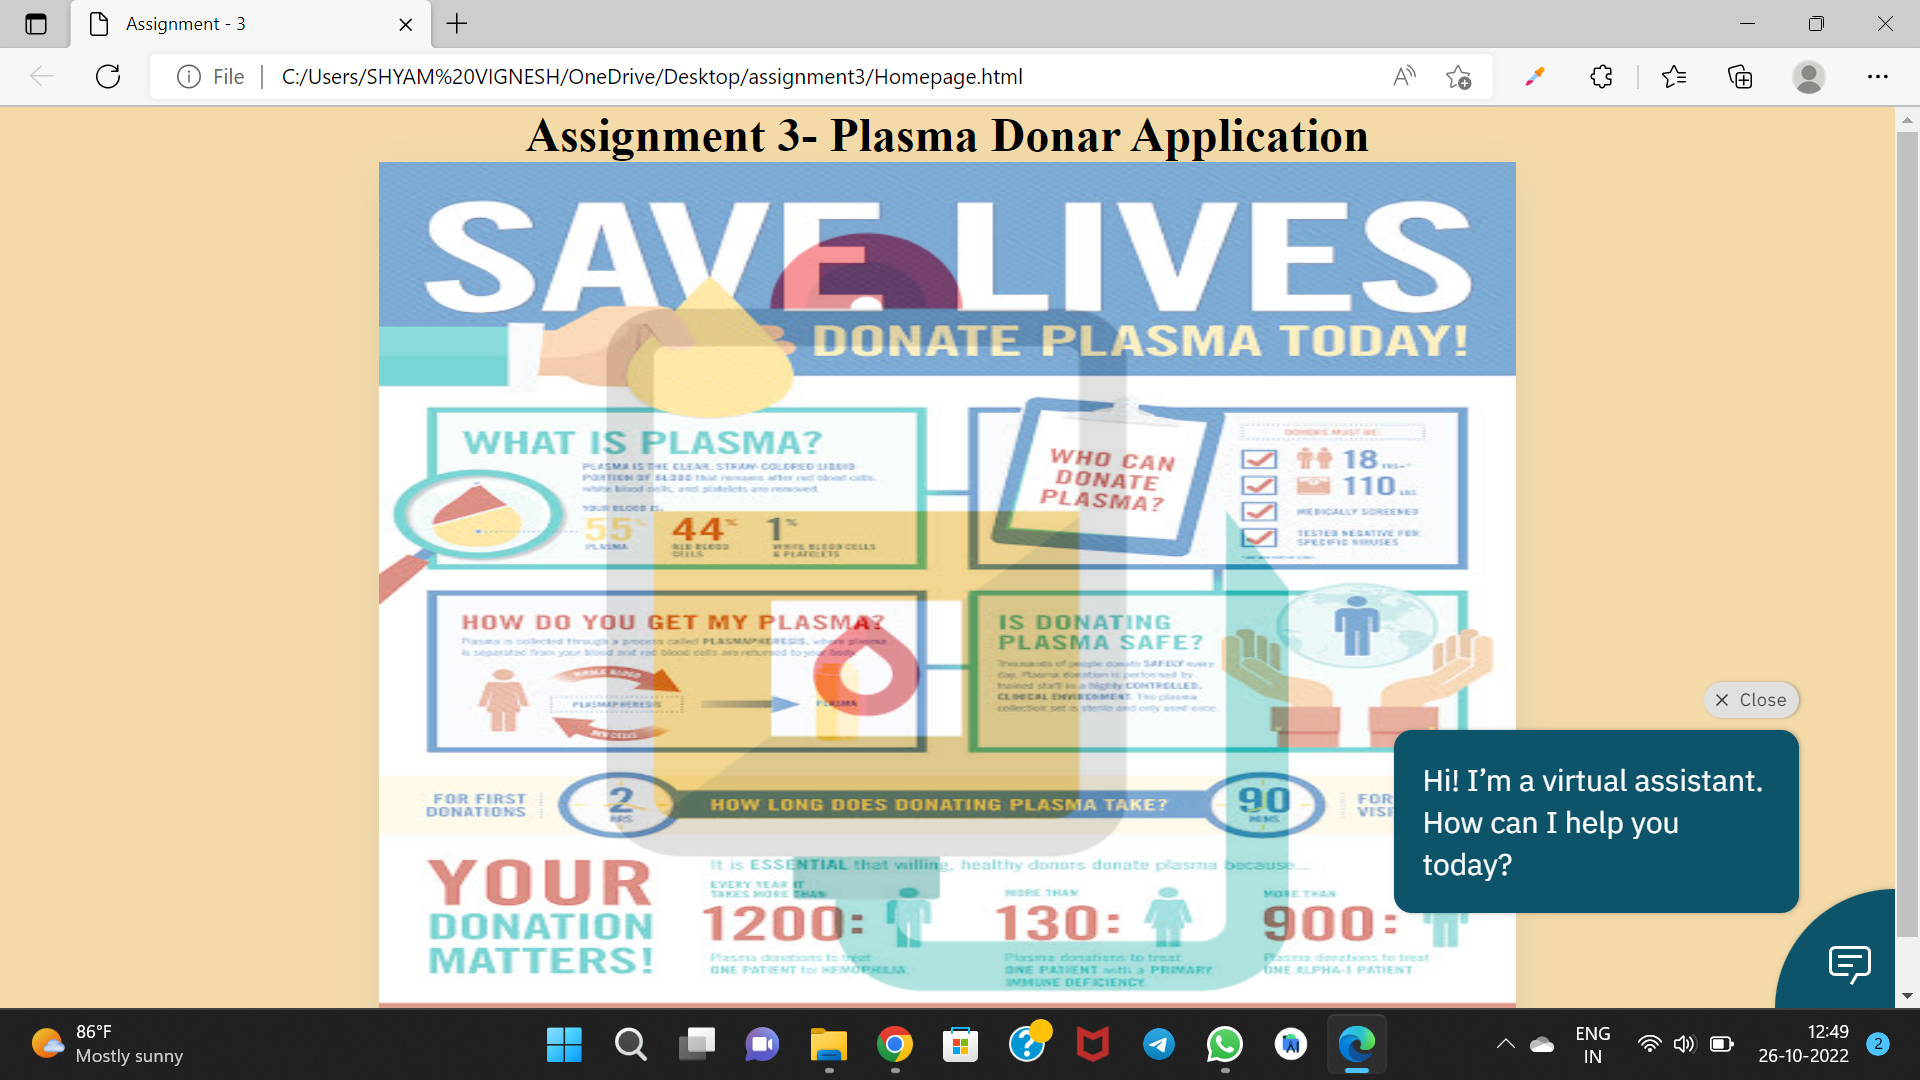 Assignment - 3
File
C:/Users/SHYAM%20VIGNESH/OneDrive/Desktop/assignment3/Homepage.html
Assignment 3- Plasma Donar Application
SAVE LIVES
DONATE PLASMA TODAY!
WHAT IS PLASMA?
PLASMA IS THE CLEAR, STRAW-COLORED LIQUID
PORTION OF BLOOD that remains after red blood cells,
white blood cells, and platelets are removed.
YOUR BLOOD IS:
55%
PLASMA
44%
RED BLOOD
CELLS
1%
WHITE BLOOD CELLS
& PLATELETS
WHO CAN
DONATE
PLASMA?
DONORS MUST BE:
18
110 LBS
MEDICALLY SCREENED
TESTED NEGATIVE FOR
SPECIFIC VIRUSES
HOW DO YOU GET MY PLASMA?
Plasma is collected through a process called PLASMAPHERESIS, where plasma
is separated from your blood and red blood cells are returned to your body.
WHOLE BLOOD
PLASMAPHERESIS
PLASMA
RED CELLS
IS DONATING
PLASMA SAFE?
Thousands of people donate SAFELY every
day. Plasma donation is performed by
trained staff in a highly CONTROLLED,
CLINICAL ENVIRONMENT. The plasma
collection set is sterile and only used once.
FOR FIRST
DONATIONS
2
HRS
HOW LONG DOES DONATING PLASMA TAKE?
90
MINS
FOR
VISI
YOUR
DONATION
MATTERS!
It is ESSENTIAL that willing, healthy donors donate plasma because...
EVERY YEAR IT
TAKES MORE THAN
1200:
Plasma donations to treat
ONE PATIENT for HEMOPHILIA.
MORE THAN
130:
Plasma donations to treat
ONE PATIENT with a PRIMARY
IMMUNE DEFICIENCY.
MORE THAN
900:
Plasma donations to treat
ONE ALPHA-1 PATIENT.
Close
Hi! I'm a virtual assistant.
How can I help you
today?
86°F
Mostly sunny
ENG
IN
12:49
26-10-2022
2